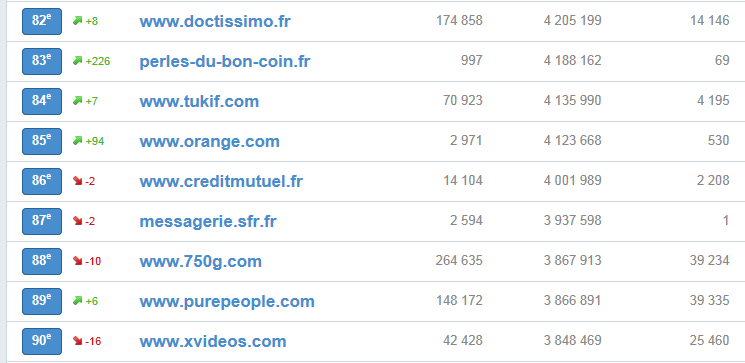 82e +8 www.doctissimo.fr 174 858 4 205 199 14 146
83e +226 perles-du-bon-coin.fr 997 4 188 162 69
84e +7 www.tukif.com 70 923 4 135 990 4 195
85e +94 www.orange.com 2 971 4 123 668 530
86e -2 www.creditmutuel.fr 14 104 4 001 989 2 208
87e -2 messagerie.sfr.fr 2 594 3 937 598 1
88e -10 www.750g.com 264 635 3 867 913 39 234
89e +6 www.purepeople.com 148 172 3 866 891 39 335
90e -16 www.xvideos.com 42 428 3 848 469 25 460